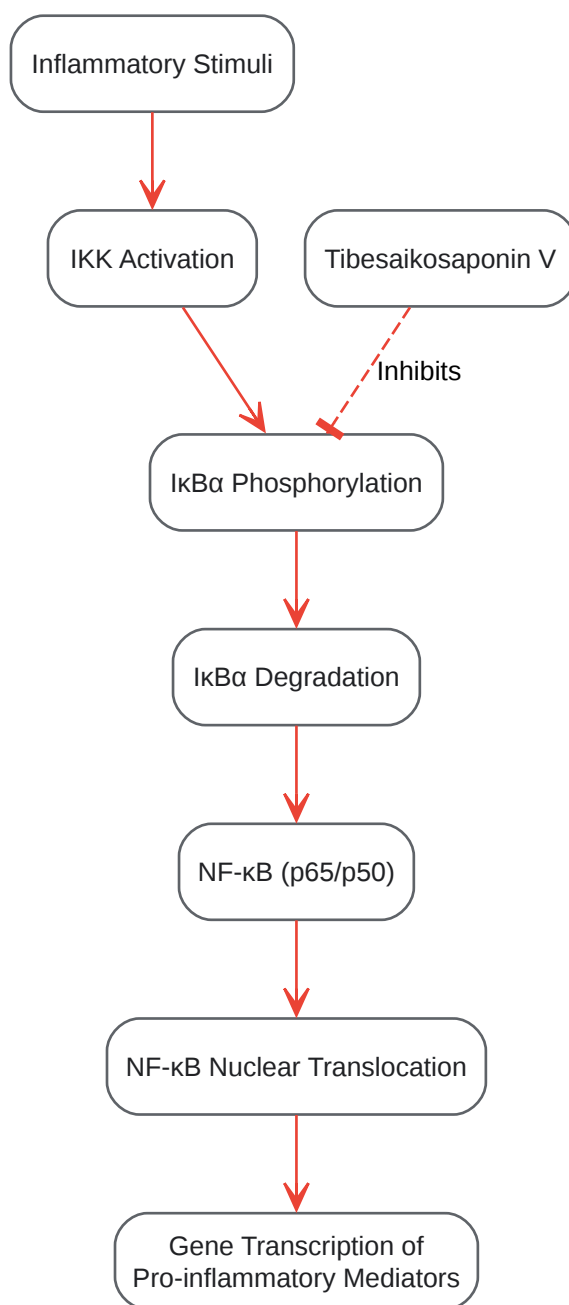 Inflammatory Stimuli
IKK Activation
Tibesaikosaponin V
Inhibits
IκBα Phosphorylation
IκBα Degradation
NF-κB (p65/p50)
NF-κB Nuclear Translocation
Gene Transcription of
Pro-inflammatory Mediators